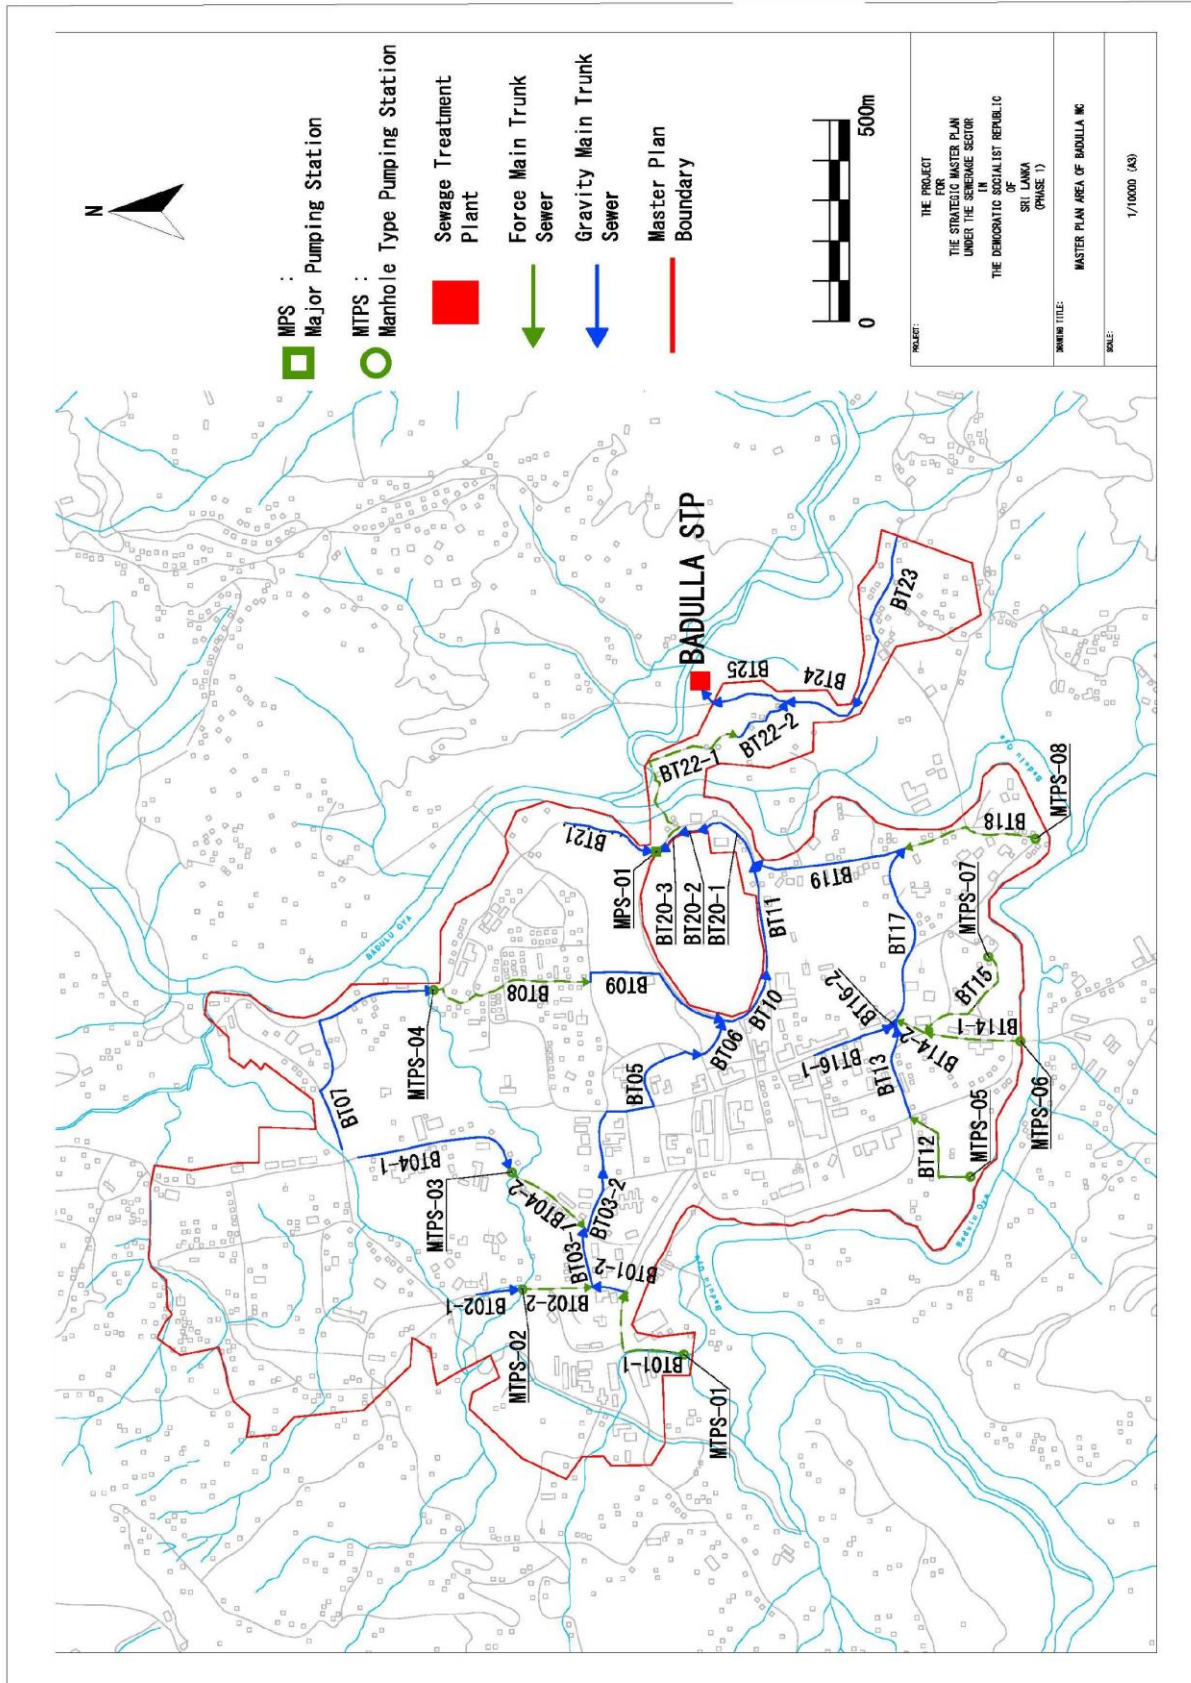 N
MPS :
Major Pumping Station
MTPS :
Manhole Type Pumping Station
Sewage Treatment
Plant
Force Main Trunk
Sewer
Gravity Main Trunk
Sewer
Master Plan
Boundary
0
500m
PROJECT:
THE PROJECT
FOR
THE STRATEGIC MASTER PLAN
UNDER THE SEWERAGE SECTOR
IN
THE DEMOCRATIC SOCIALIST REPUBLIC
OF
SRI LANKA
(PHASE 1)
DRAWING TITLE:
MASTER PLAN AREA OF BADULLA MC
SCALE:
1/10000 (A3)
BADULLA STP
BT25
BT24
BT23
BT22-2
BT22-1
BT21
MPS-01
BT20-3
BT20-2
BT20-1
BADULU OYA
BT19
BT18
MTPS-08
Badulu Oya
MTPS-07
BT17
BT15
BT11
BT10
BT16-2
BT16-1
BT14-1
BT14-2
BT13
BT12
MTPS-05
MTPS-06
BT09
BT08
MTPS-04
BT07
BT06
BT05
BT04-1
MTPS-03
BT04-2
BT03-2
BT03-1
BT02-1
BT02-2
MTPS-02
BT01-2
BT01-1
MTPS-01
Badulu Oya
Badulu Oya